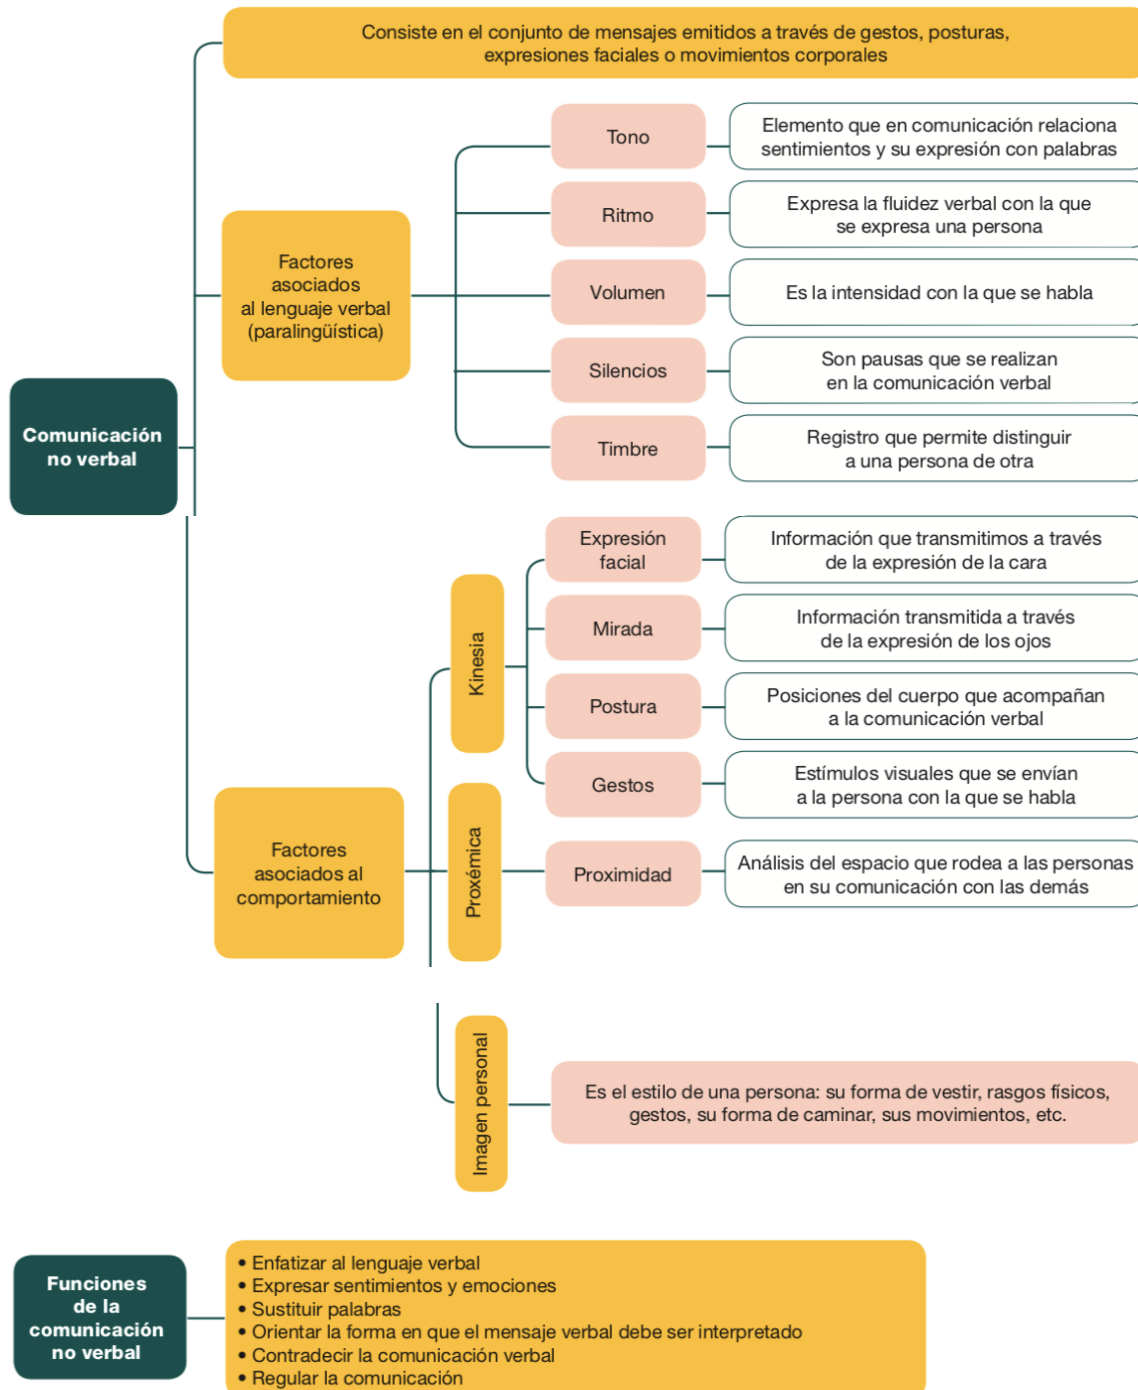 Consiste en el conjunto de mensajes emitidos a través de gestos, posturas,
expresiones faciales o movimientos corporales
Comunicación
no verbal
Factores
asociados
al lenguaje verbal
(paralingüística)
Tono
Elemento que en comunicación relaciona
sentimientos y su expresión con palabras
Ritmo
Expresa la fluidez verbal con la que
se expresa una persona
Volumen
Es la intensidad con la que se habla
Silencios
Son pausas que se realizan
en la comunicación verbal
Timbre
Registro que permite distinguir
a una persona de otra
Factores
asociados al
comportamiento
Kinesia
Expresión
facial
Información que transmitimos a través
de la expresión de la cara
Mirada
Información transmitida a través
de la expresión de los ojos
Postura
Posiciones del cuerpo que acompañan
a la comunicación verbal
Gestos
Estímulos visuales que se envían
a la persona con la que se habla
Proxémica
Proximidad
Análisis del espacio que rodea a las personas
en su comunicación con las demás
Imagen personal
Es el estilo de una persona: su forma de vestir, rasgos físicos,
gestos, su forma de caminar, sus movimientos, etc.
Funciones
de la
comunicación
no verbal
• Enfatizar al lenguaje verbal
• Expresar sentimientos y emociones
• Sustituir palabras
• Orientar la forma en que el mensaje verbal debe ser interpretado
• Contradecir la comunicación verbal
• Regular la comunicación